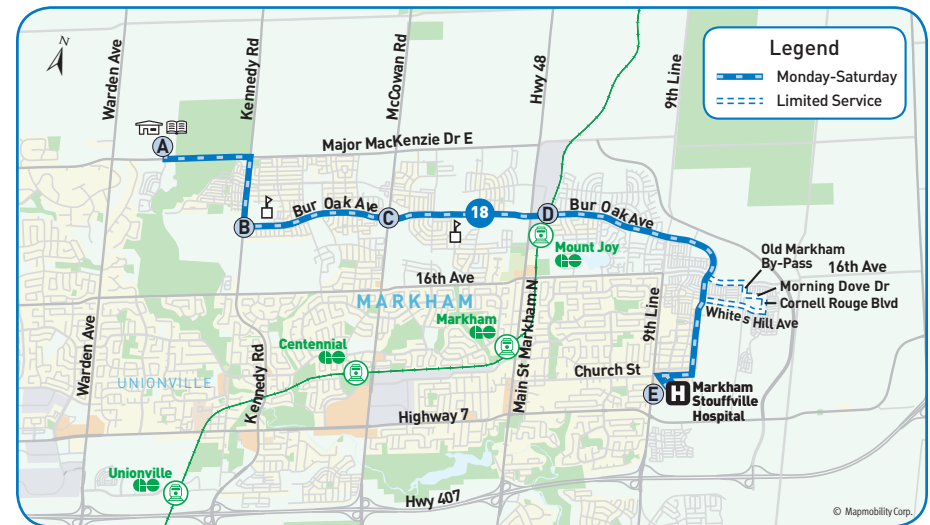 N
Warden Ave
Kennedy Rd
McCowan Rd
Hwy 48
9th Line
Legend
Monday-Saturday
Limited Service
A
Major MacKenzie Dr E
B
Bur Oak Ave
C
18
D
Bur Oak Ave
Mount Joy
Old Markham
By-Pass
16th Ave
Morning Dove Dr
Cornell Rouge Blvd
White's Hill Ave
16th Ave
MARKHAM
Markham
Main St Markham N
9th Line
Warden Ave
Centennial
Kennedy Rd
UNIONVILLE
Church St
E
H
Markham
Stouffville
Hospital
Highway 7
Unionville
Hwy 407
© Mapmobility Corp.